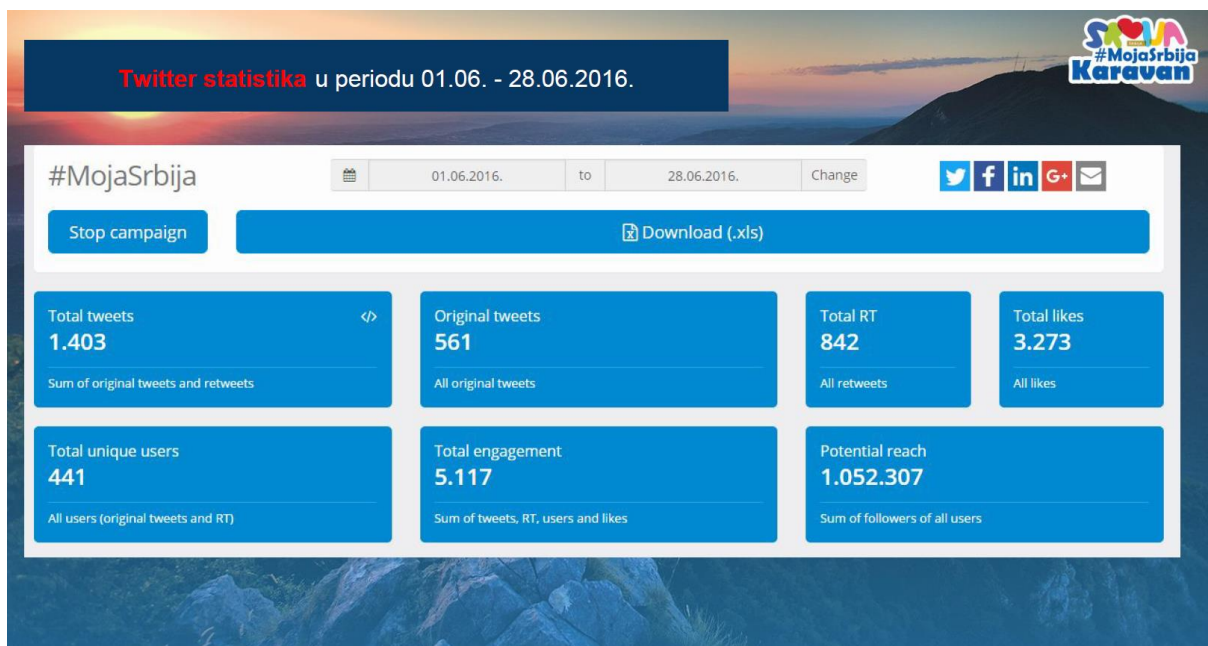 Twitter statistika u periodu 01.06. - 28.06.2016.
#MojaSrbija
Karavan
#MojaSrbija
01.06.2016. to 28.06.2016. Change
Stop campaign
Download (.xls)
Total tweets </>
1.403
Sum of original tweets and retweets
Original tweets
561
All original tweets
Total RT
842
All retweets
Total likes
3.273
All likes
Total unique users
441
All users (original tweets and RT)
Total engagement
5.117
Sum of tweets, RT, users and likes
Potential reach
1.052.307
Sum of followers of all users